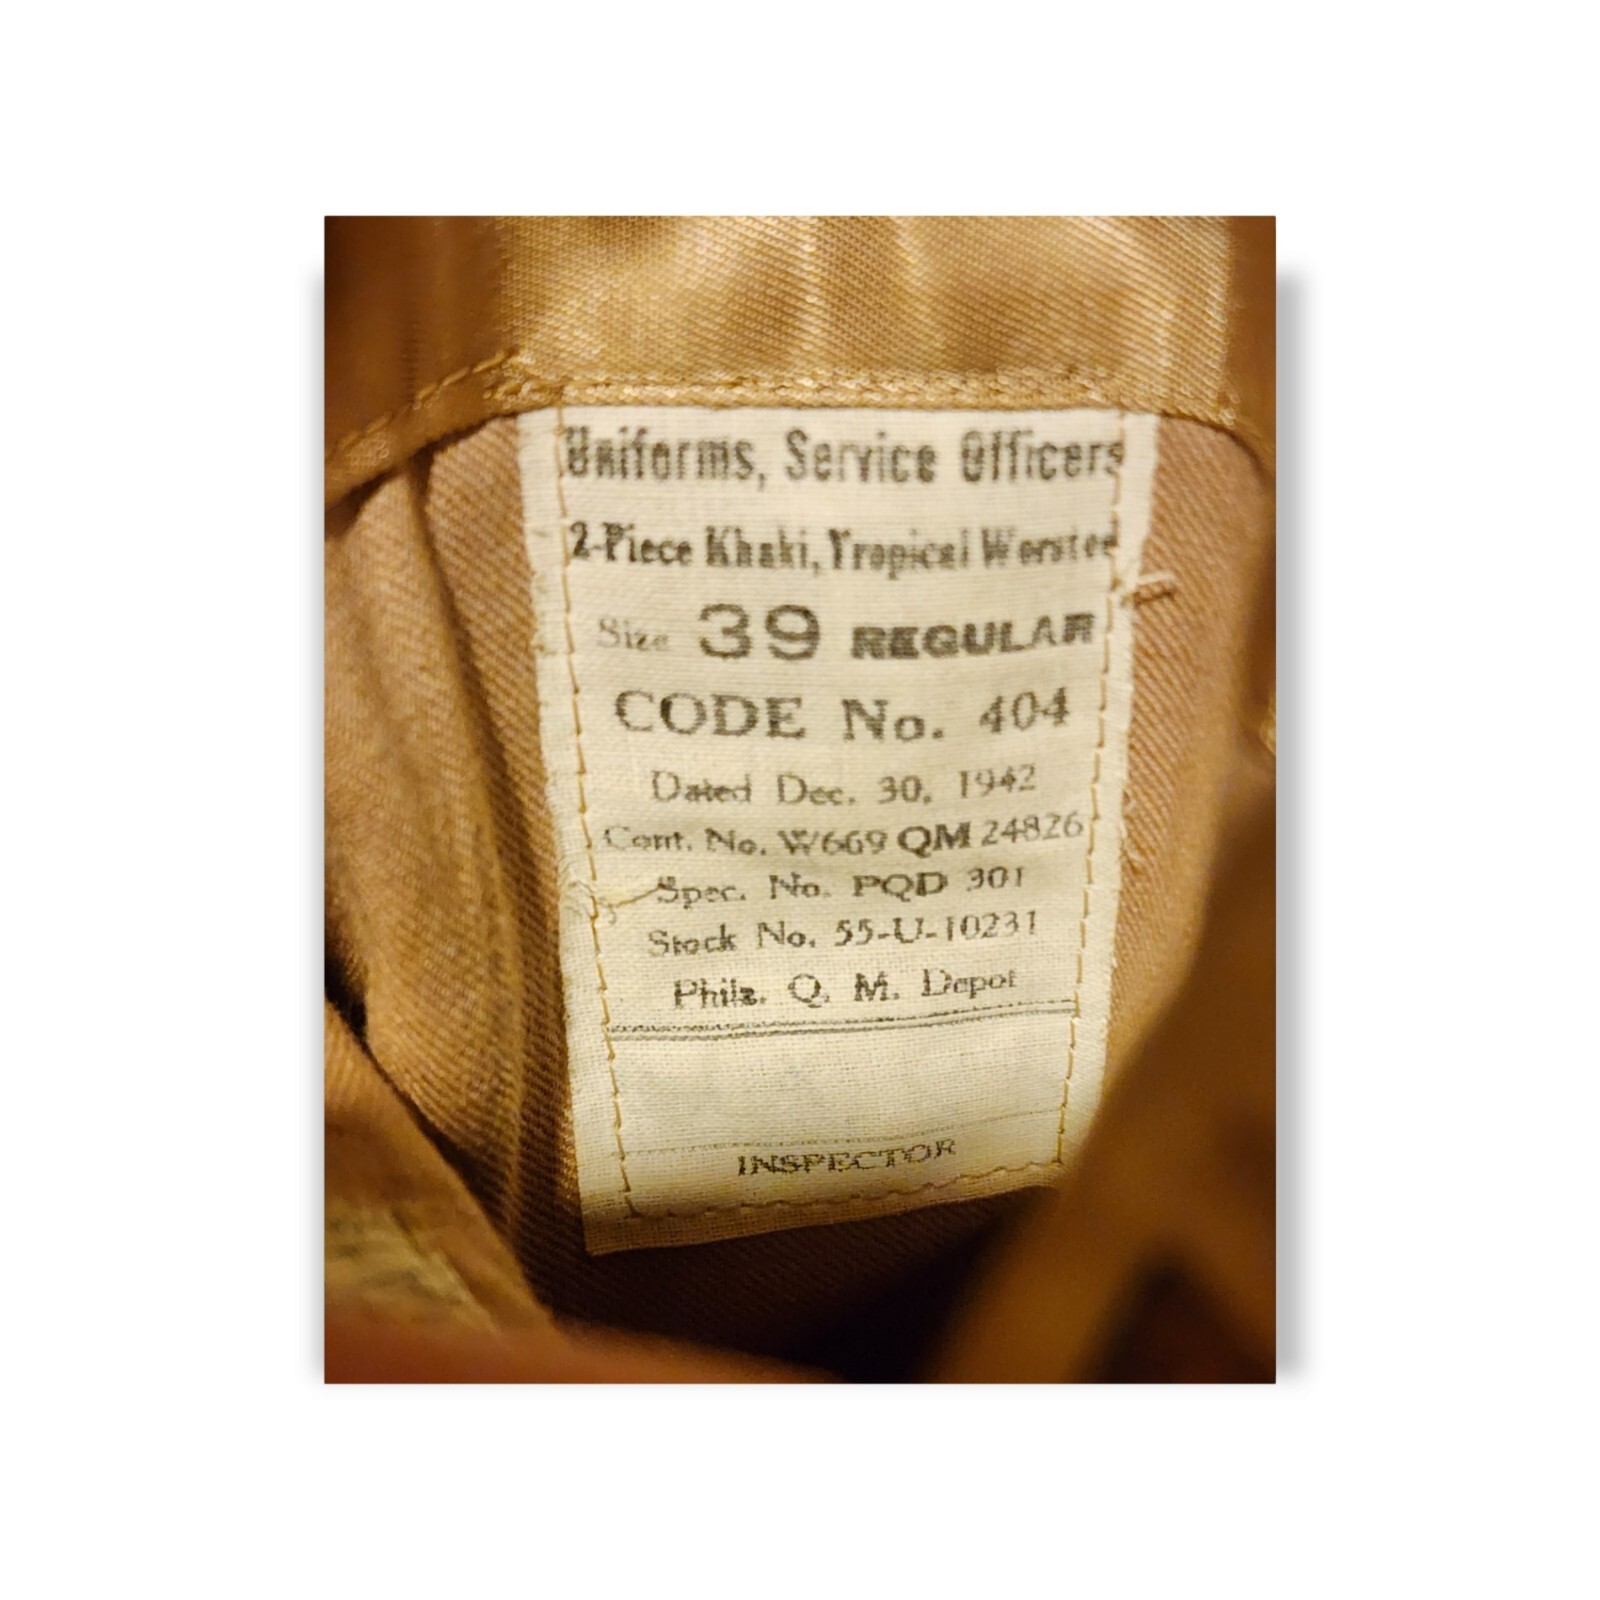 Uniforms, Service Officers
2-Piece Khaki, Tropical Worsted
Size 39 REGULAR
CODE No. 404
Dated Dec. 30, 1942
Cont. No. W669 QM 24826
Spec. No. PQD 301
Stock No. 55-U-10231
Phila. Q. M. Depot
INSPECTOR